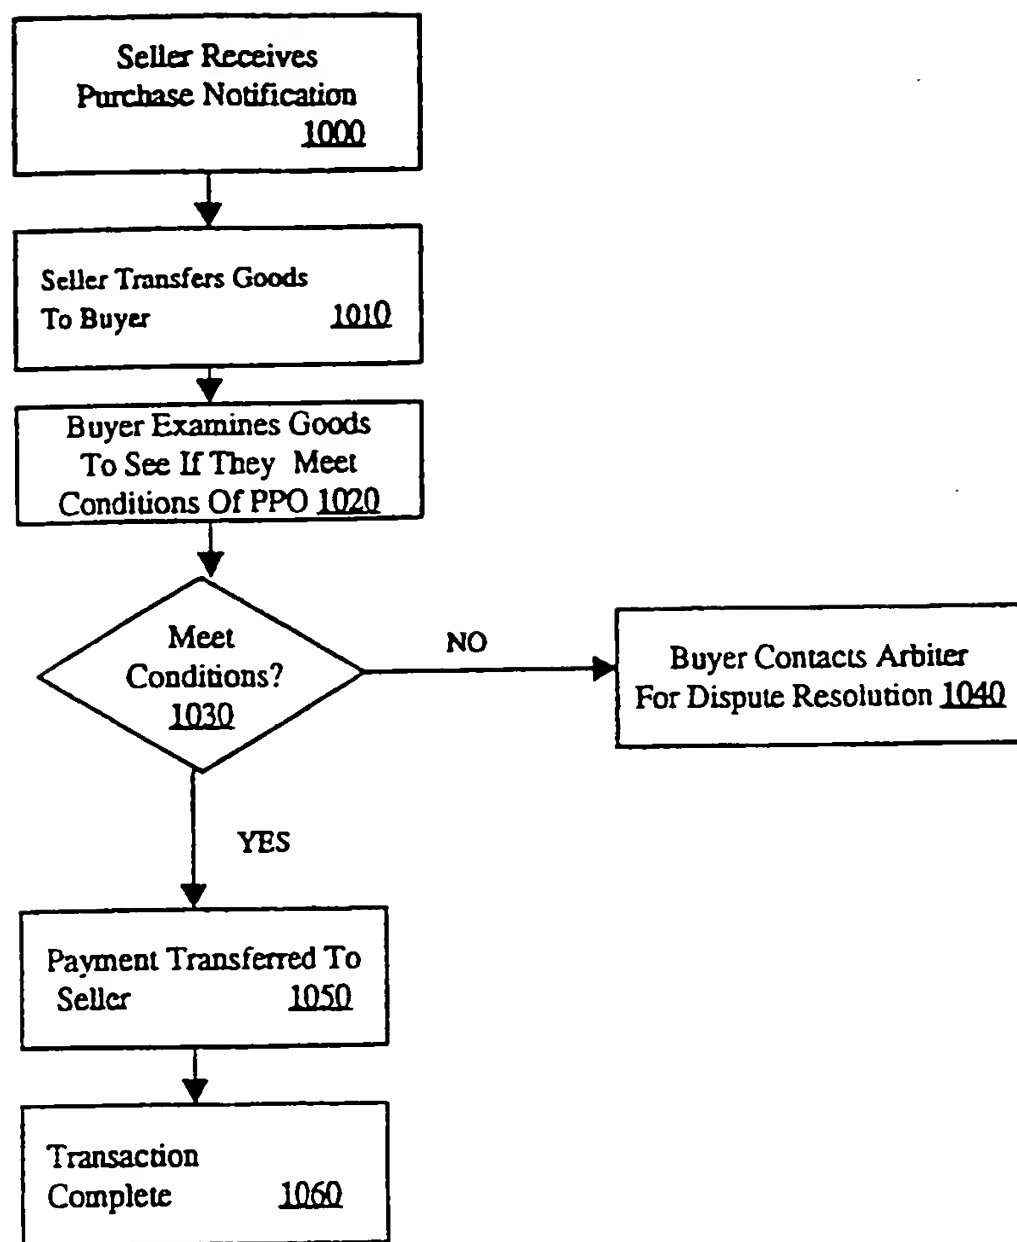 Seller Receives
Purchase Notification
1000
Seller Transfers Goods
To Buyer 1010
Buyer Examines Goods
To See If They Meet
Conditions Of PPO 1020
Meet
Conditions?
1030
NO
Buyer Contacts Arbiter
For Dispute Resolution 1040
YES
Payment Transferred To
Seller 1050
Transaction
Complete 1060